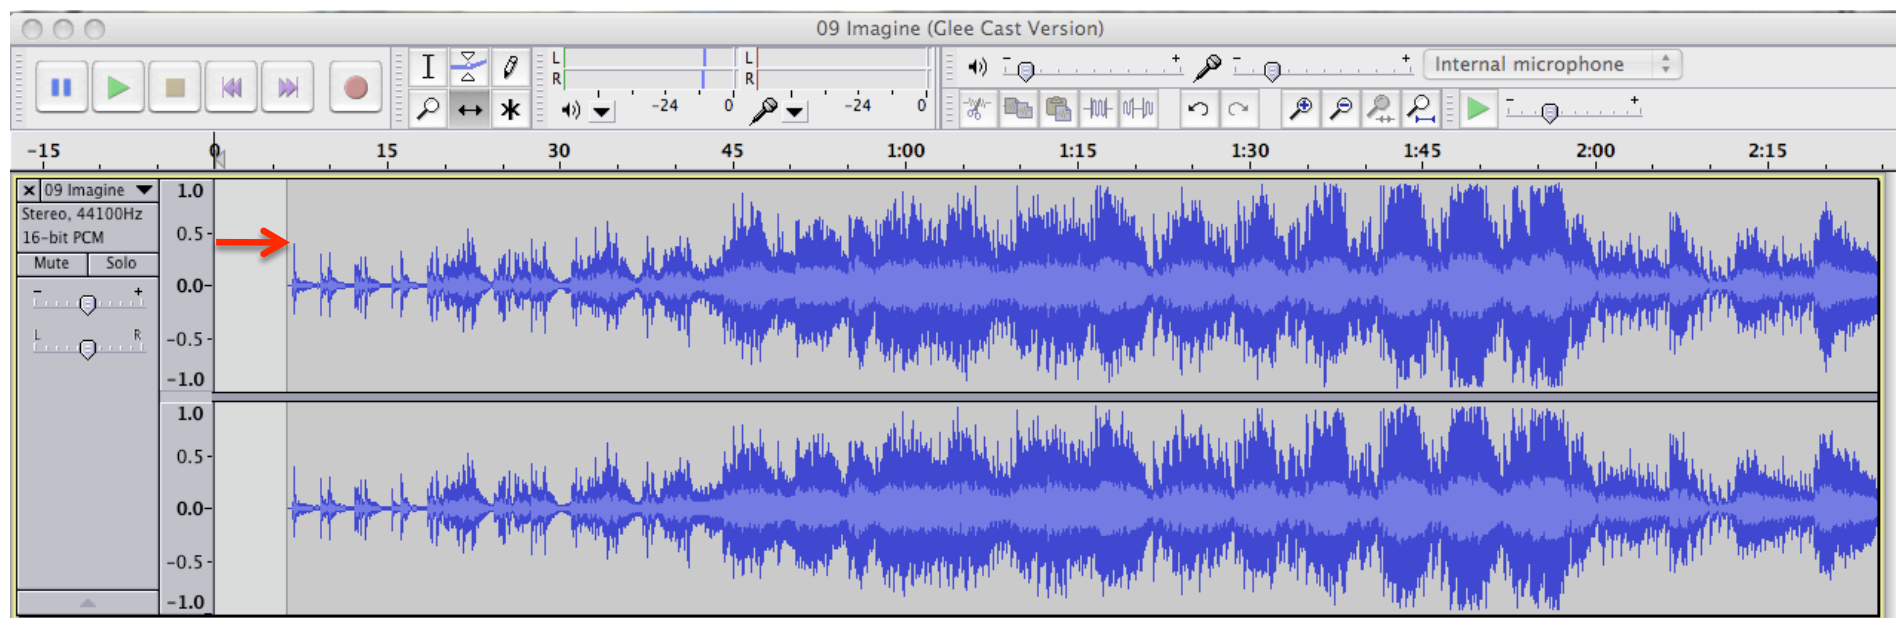 09 Imagine (Glee Cast Version)
L
R
-24 0
L
R
-24 0
- +
- +
Internal microphone
- +
-15 0 15 30 45 1:00 1:15 1:30 1:45 2:00 2:15
09 Imagine
Stereo, 44100Hz
16-bit PCM
Mute Solo
- +
L R
1.0
0.5
0.0
-0.5
-1.0
1.0
0.5
0.0
-0.5
-1.0